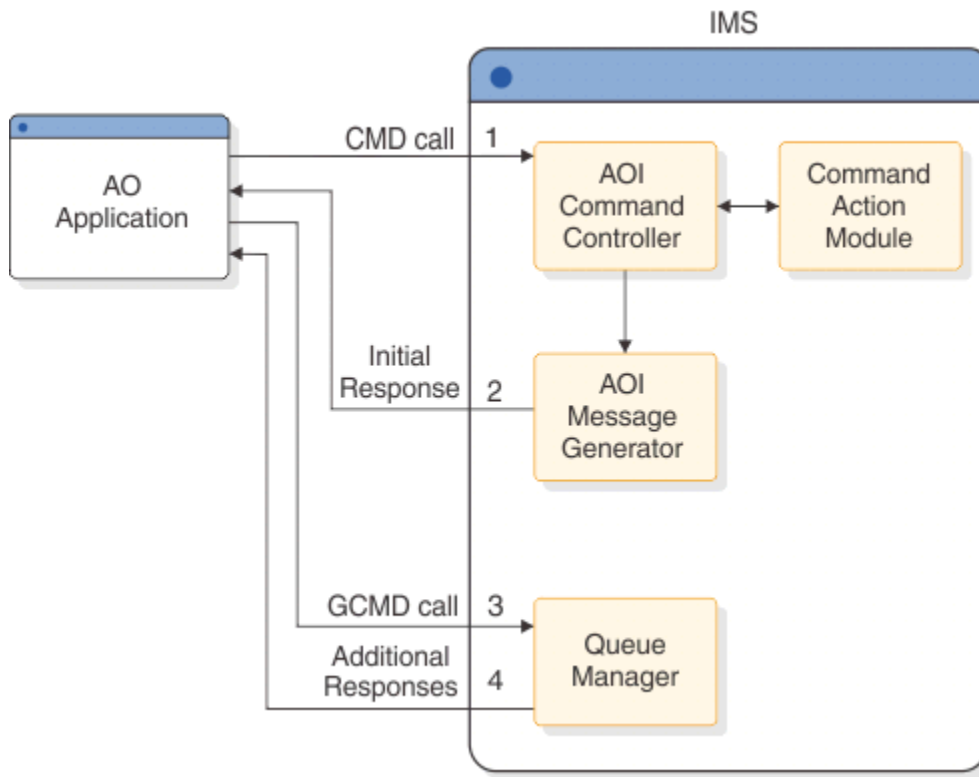 IMS
CMD call 1
AO
Application
AOI
Command
Controller
Command
Action
Module
Initial
Response 2
AOI
Message
Generator
GCMD call 3
Additional
Responses 4
Queue
Manager